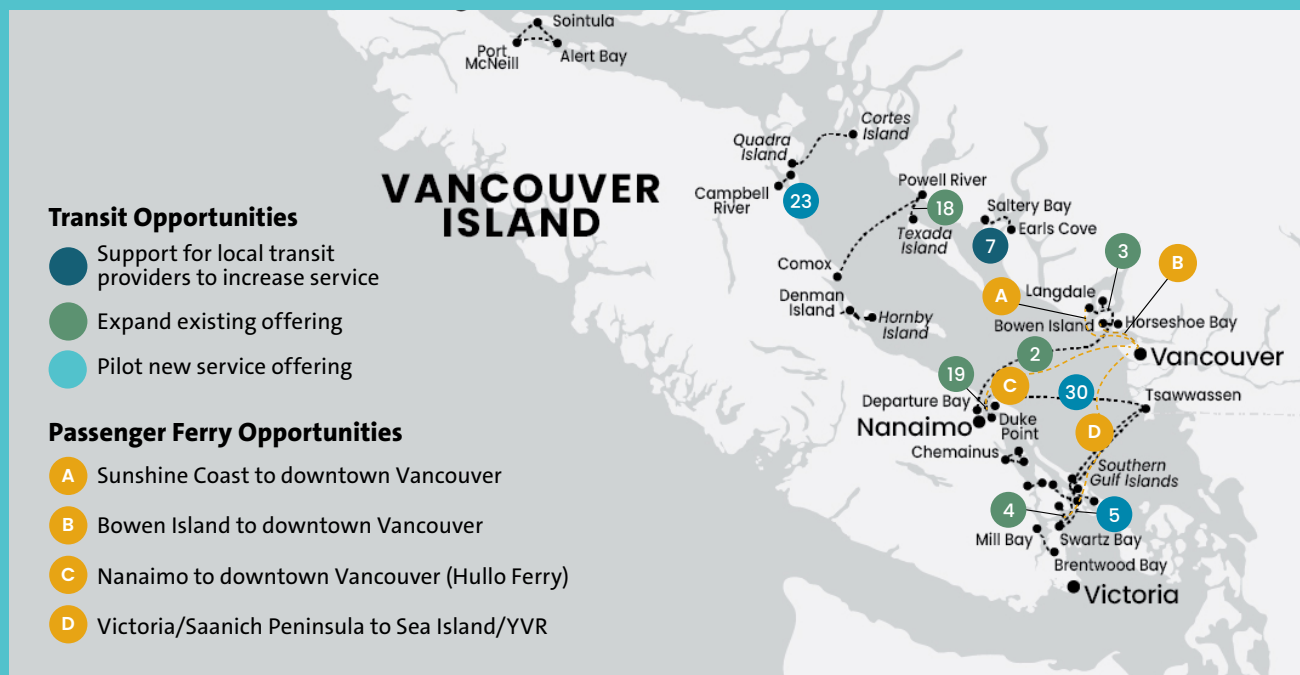 Sointula
Port
McNeill
Alert Bay
Cortes
Island
Quadra
Island
Campbell
River
23
VANCOUVER
ISLAND
Powell River
18
Texada
Island
Saltery Bay
Earls Cove
7
3
B
Comox
A
Langdale
Denman
Island
Hornby
Island
Bowen Island
Horseshoe Bay
2
Vancouver
19
C
30
Departure Bay
Tsawwassen
Nanaimo
Duke
Point
D
Chemainus
Southern
Gulf Islands
4
5
Mill Bay
Swartz Bay
Brentwood Bay
Victoria
Transit Opportunities
Support for local transit
providers to increase service
Expand existing offering
Pilot new service offering
Passenger Ferry Opportunities
A Sunshine Coast to downtown Vancouver
B Bowen Island to downtown Vancouver
C Nanaimo to downtown Vancouver (Hullo Ferry)
D Victoria/Saanich Peninsula to Sea Island/YVR